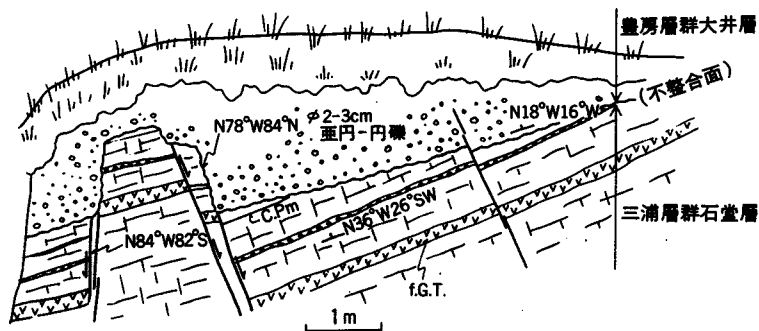 豊房層群大井層
(不整合面)
N78°W84°N
φ2-3cm
亜円-円礫
N18°W16°W
C.Pm
N36°W26°SW
三浦層群石堂層
N84°W82°S
f.G.T.
1m